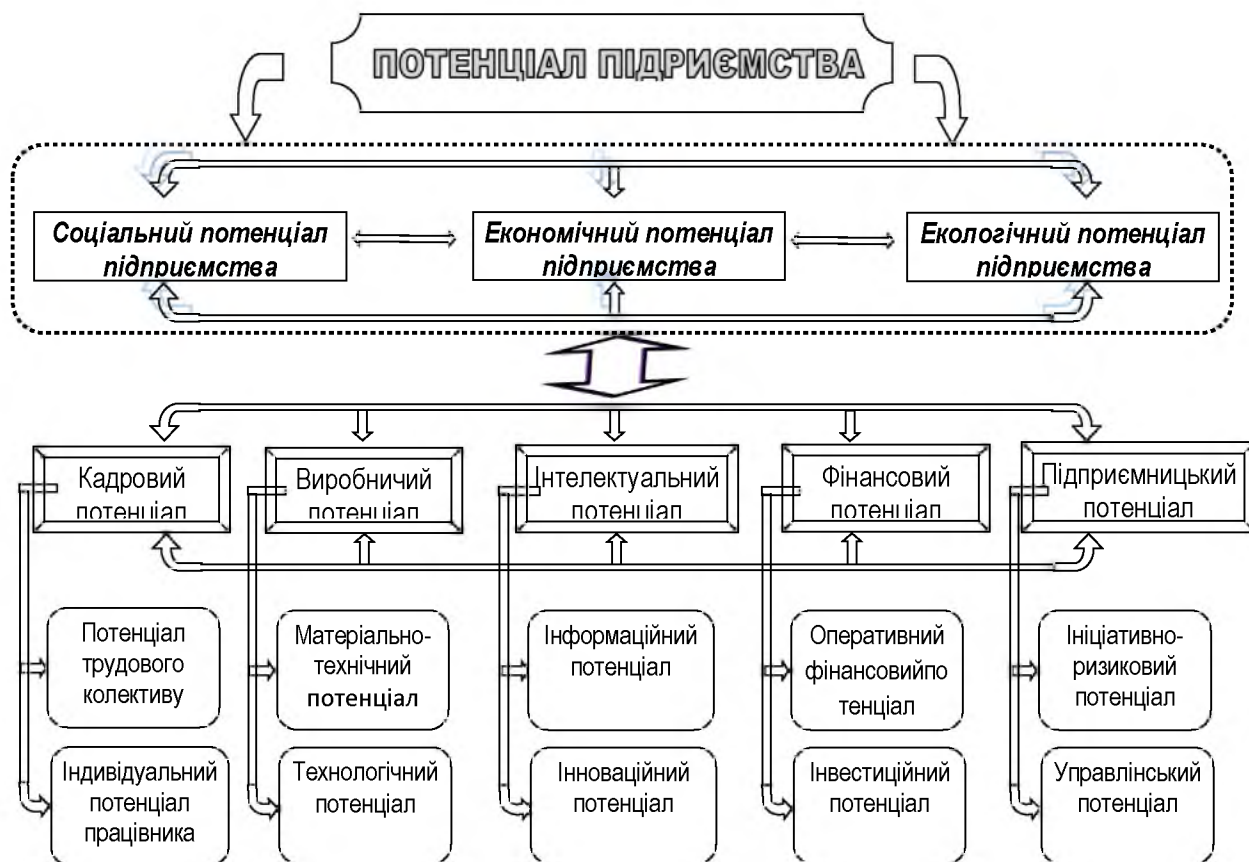 ПОТЕНЦІАЛ ПІДРИЄМСТВА
Соціальний потенціал
підприємства
Економічний потенціал
підприємства
Екологічний потенціал
підприємства
Кадровий
потенціал
Виробничий
потенціал
Інтелектуальний
потенціал
Фінансовий
потенціал
Підприємницький
потенціал
Потенціал
трудового
колективу
Матеріально-
технічний
потенціал
Інформаційний
потенціал
Оперативний
фінансовийпо
тенціал
Ініціативно-
ризиковий
потенціал
Індивідуальний
потенціал
працівника
Технологічний
потенціал
Інноваційний
потенціал
Інвестиційний
потенціал
Управлінський
потенціал